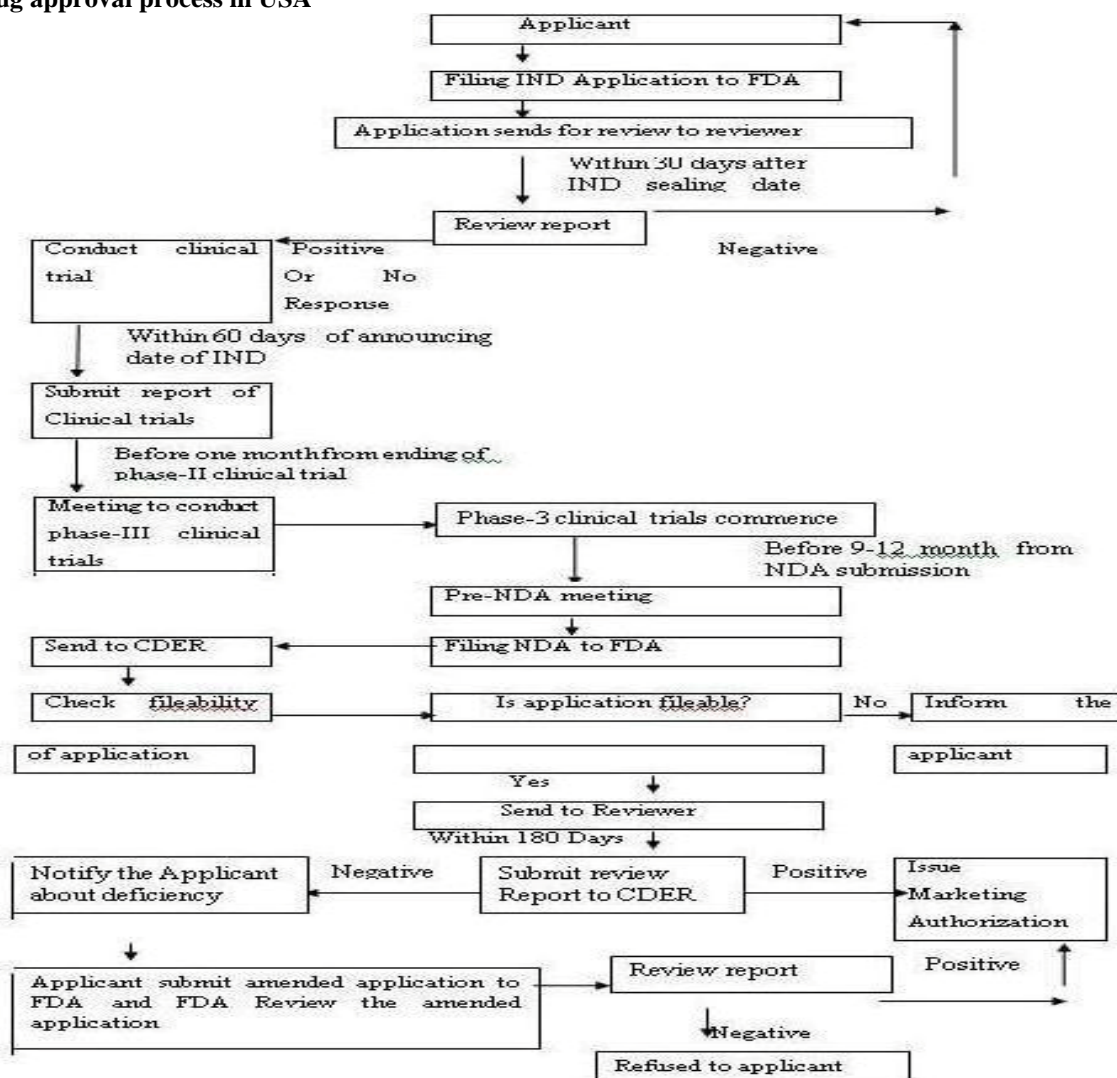 ug approval process in USA
Applicant
Filing IND Application to FDA
Application sends for review to reviewer
Within 30 days after
IND sealing date
Review report
Negative
Conduct clinical
trial
Positive
Or No
Response
Within 60 days of announcing
date of IND
Submit report of
Clinical trials
Before one month from ending of
phase-II clinical trial
Meeting to conduct
phase-III clinical
trials
Phase-3 clinical trials commence
Before 9-12 month from
NDA submission
Pre-NDA meeting
Filing NDA to FDA
Send to CDER
Check fileability
of application
Is application fileable?
No
Inform the
applicant
Yes
Send to Reviewer
Within 180 Days
Submit review
Report to CDER
Negative
Notify the Applicant
about deficiency
Positive
Issue
Marketing
Authorization
Applicant submit amended application to
FDA and FDA Review the amended
application
Review report
Positive
Negative
Refused to applicant